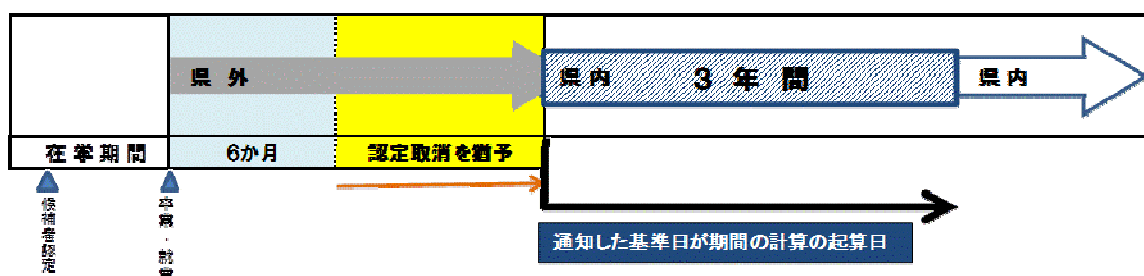 県外
県内
3年間
県内
在学期間
6か月
認定取消を猶予
候補者認定
卒業・就
通知した基準日が期間の計算の起算日